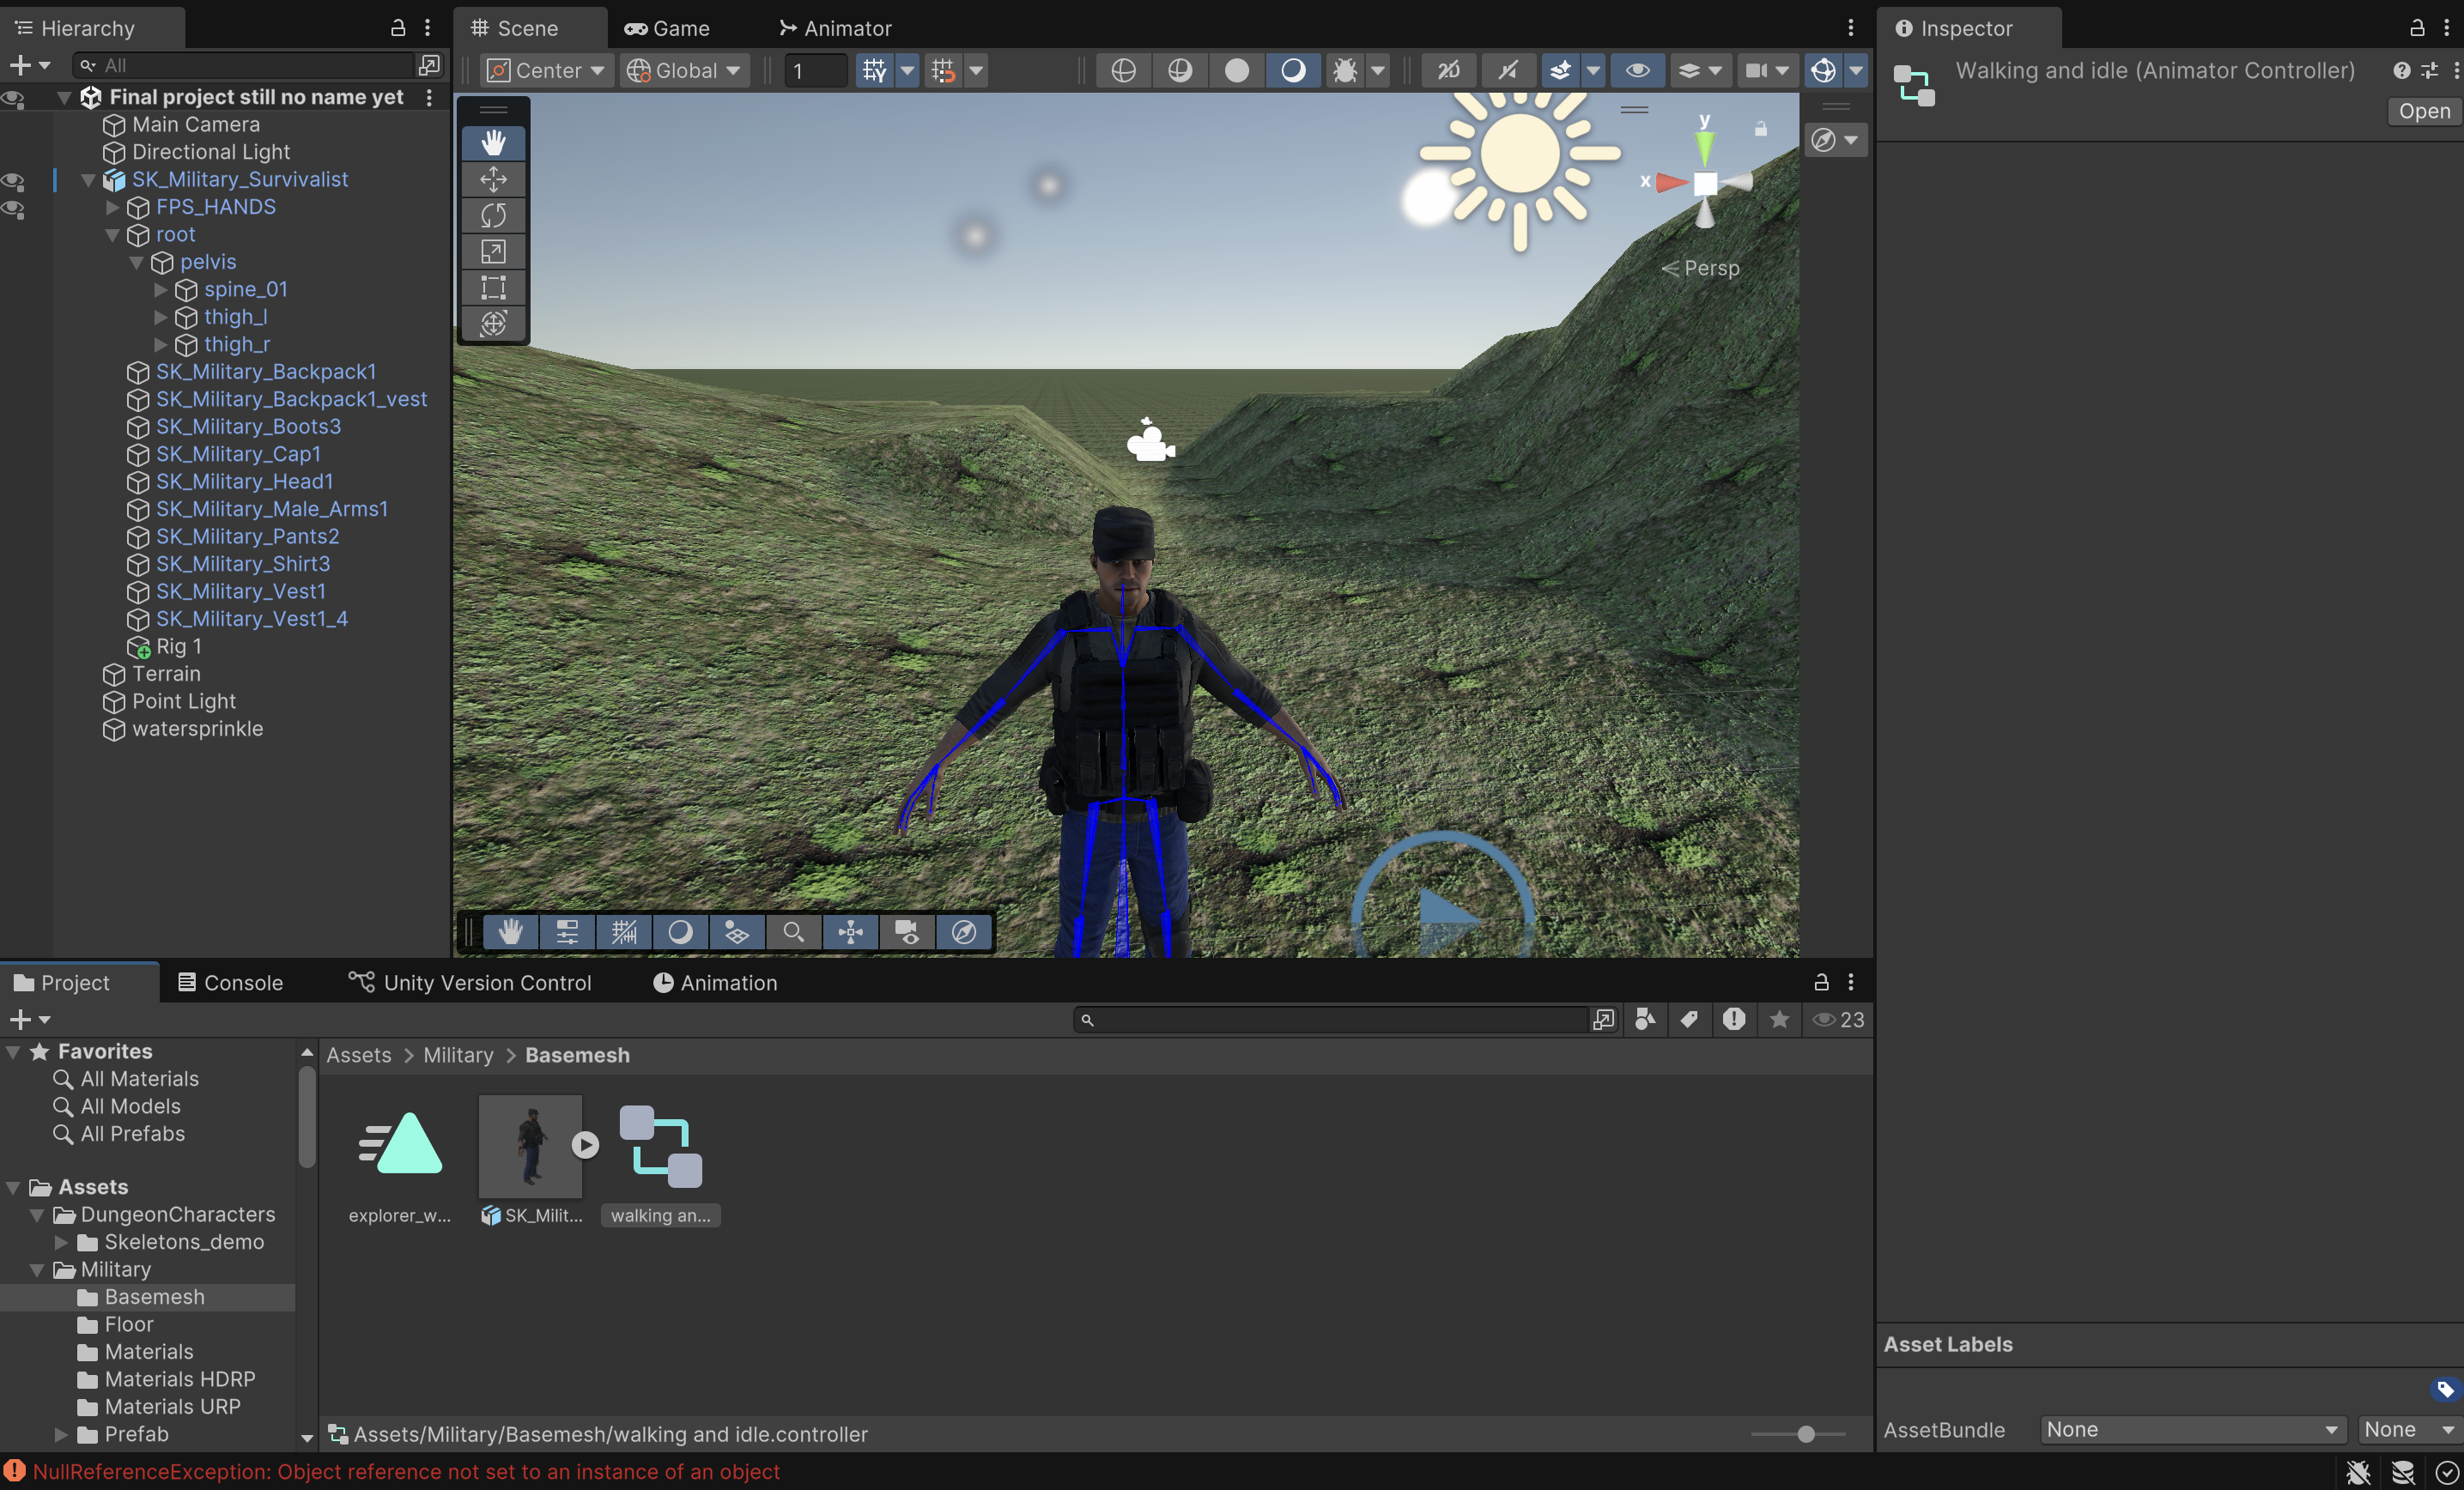 Hierarchy
All
Final project still no name yet
Main Camera
Directional Light
SK_Military_Survivalist
FPS_HANDS
root
pelvis
spine_01
thigh_l
thigh_r
SK_Military_Backpack1
SK_Military_Backpack1_vest
SK_Military_Boots3
SK_Military_Cap1
SK_Military_Head1
SK_Military_Male_Arms1
SK_Military_Pants2
SK_Military_Shirt3
SK_Military_Vest1
SK_Military_Vest1_4
Rig 1
Terrain
Point Light
watersprinkle
Scene Game Animator
Center Global 1 2D
y
x
Persp
Inspector
Walking and idle (Animator Controller)
Open
Asset Labels
AssetBundle None None
Project Console Unity Version Control Animation
23
Favorites
All Materials
All Models
All Prefabs
Assets
DungeonCharacters
Skeletons_demo
Military
Basemesh
Floor
Materials
Materials HDRP
Materials URP
Prefab
Assets > Military > Basemesh
explorer_w... SK_Milit... walking an...
Assets/Military/Basemesh/walking and idle.controller
NullReferenceException: Object reference not set to an instance of an object